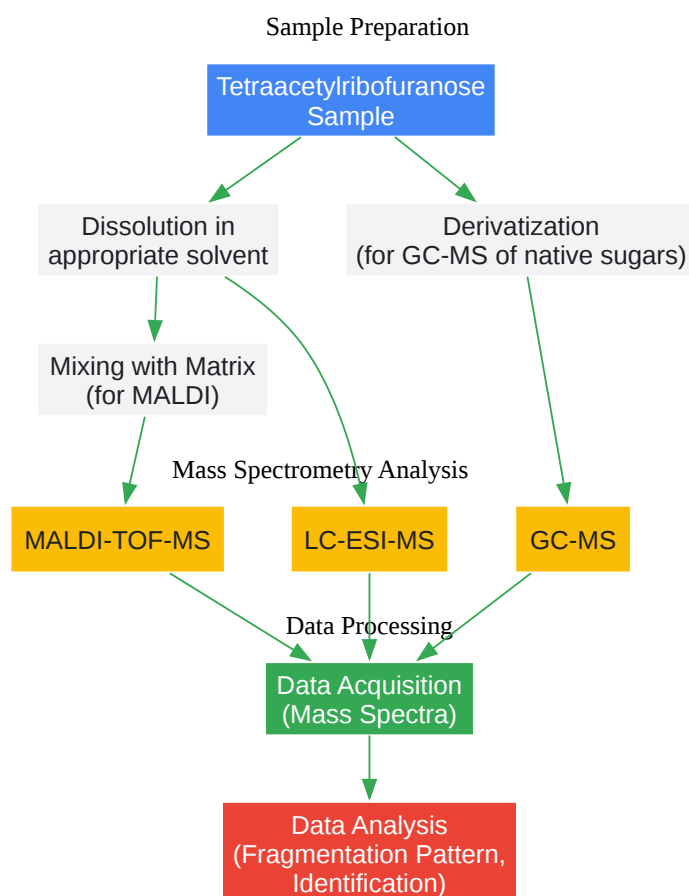 Sample Preparation
Tetraacetylribofuranose
Sample
Dissolution in
appropriate solvent
Derivatization
(for GC-MS of native sugars)
Mixing with Matrix
(for MALDI)
Mass Spectrometry Analysis
MALDI-TOF-MS
LC-ESI-MS
GC-MS
Data Processing
Data Acquisition
(Mass Spectra)
Data Analysis
(Fragmentation Pattern,
Identification)